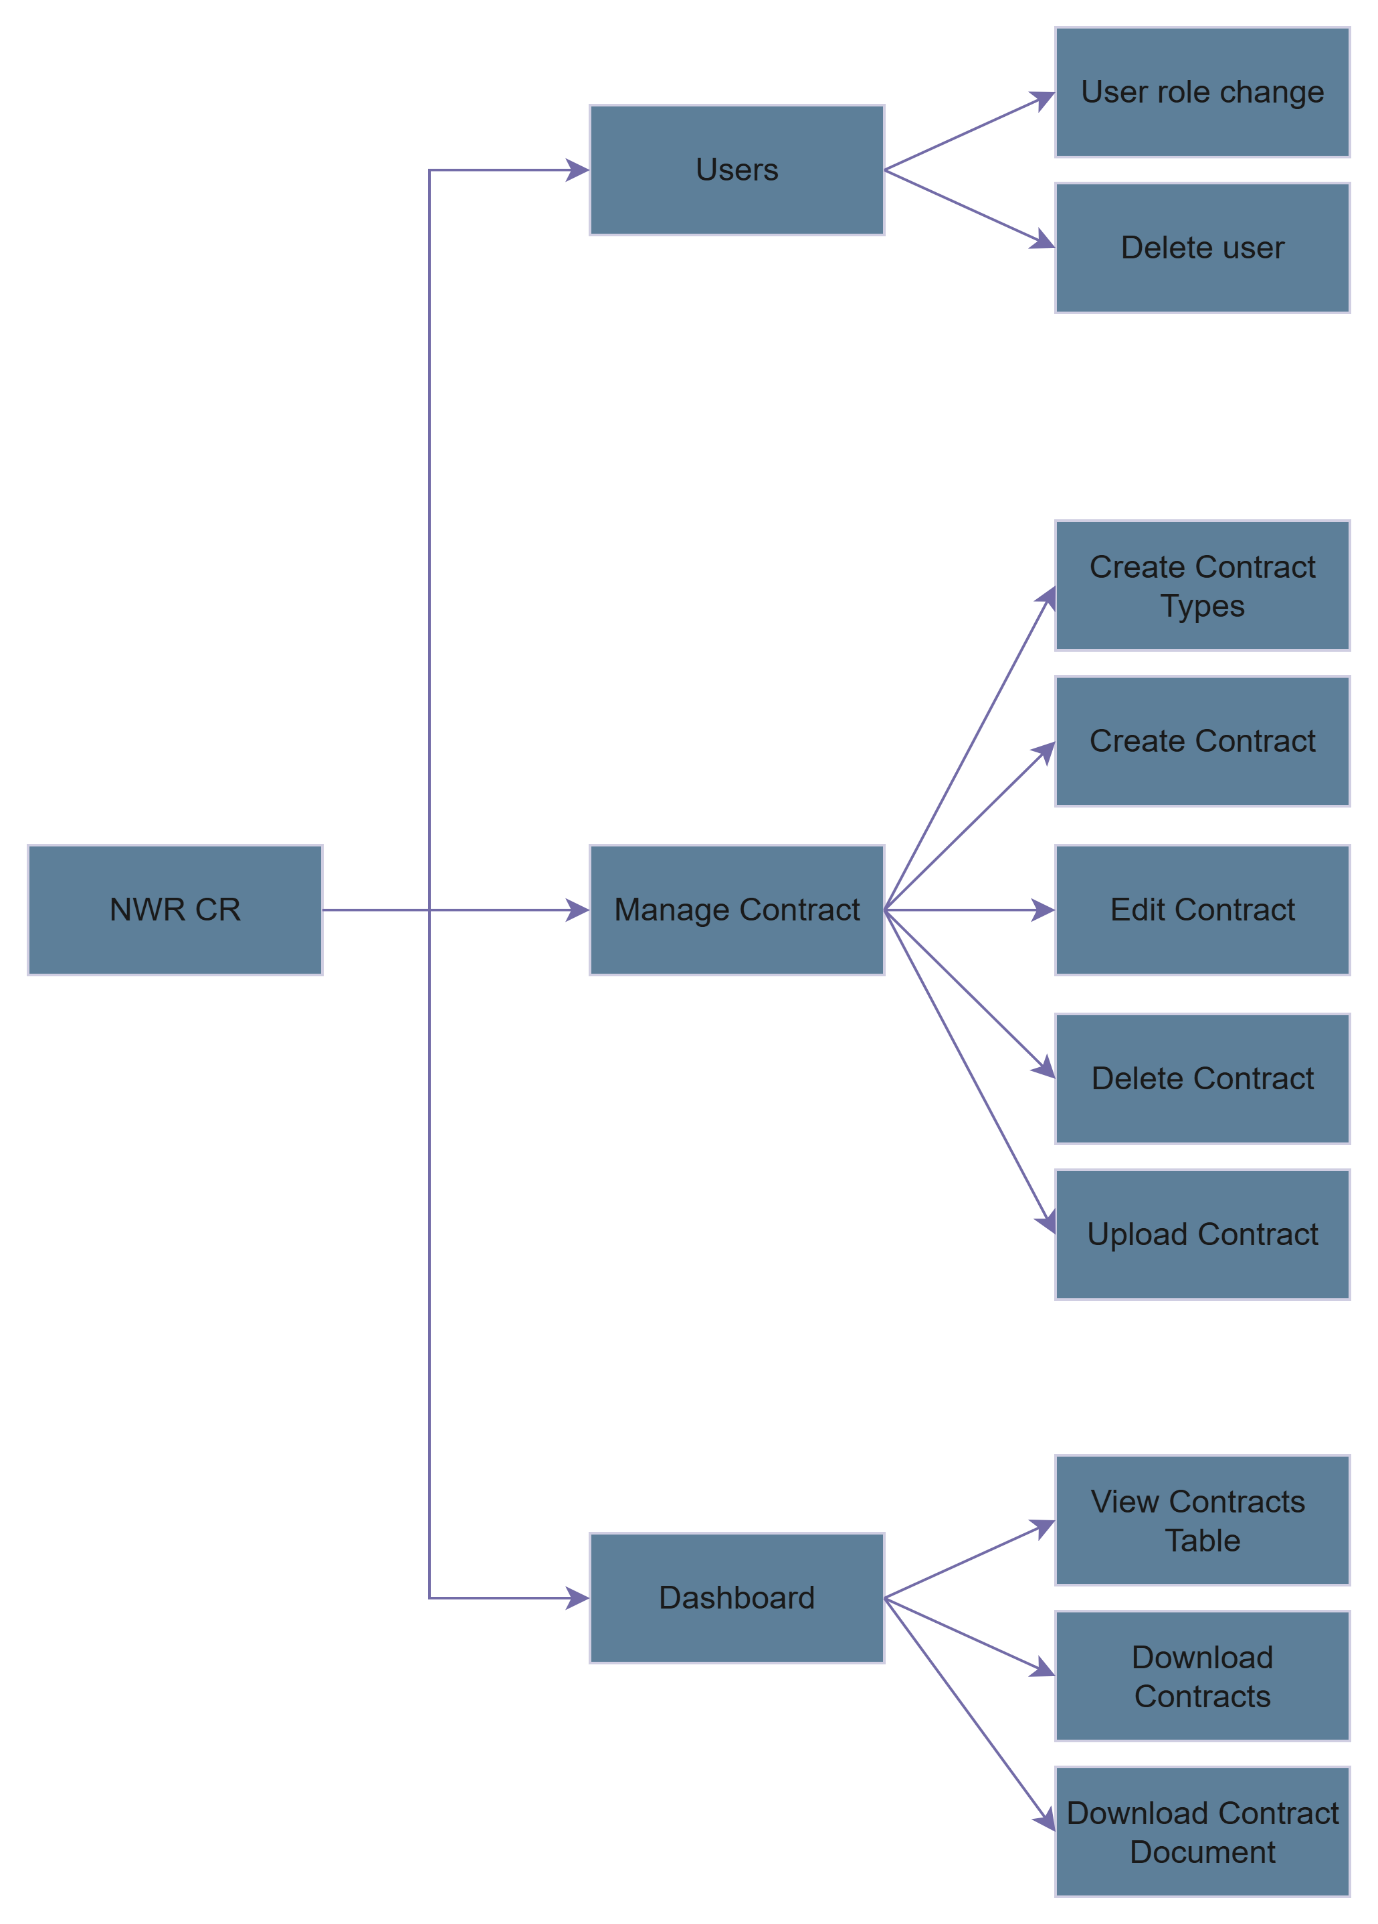 User role change
Users
Delete user
Create Contract
Types
Create Contract
NWR CR
Manage Contract
Edit Contract
Delete Contract
Upload Contract
View Contracts
Table
Dashboard
Download
Contracts
Download Contract
Document